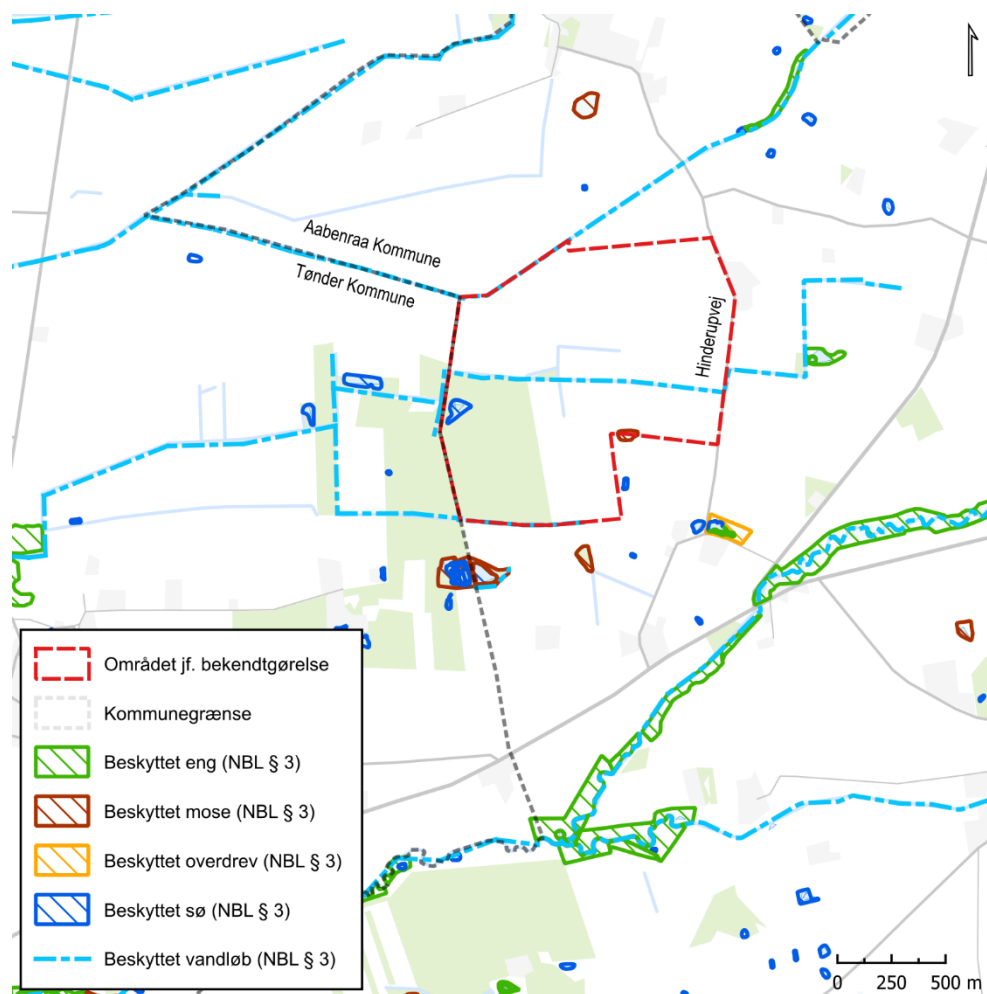 Aabenraa Kommune
Tønder Kommune
Hinderupvej
Området jf. bekendtgørelse
Kommunegrænse
Beskyttet eng (NBL § 3)
Beskyttet mose (NBL § 3)
Beskyttet overdrev (NBL § 3)
Beskyttet sø (NBL § 3)
Beskyttet vandløb (NBL § 3)
0 250 500 m